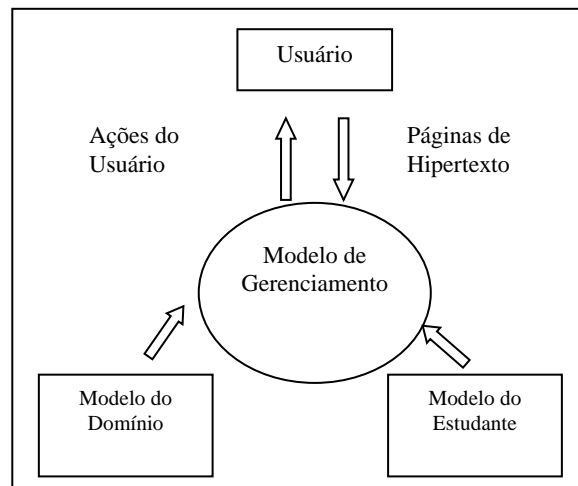 Usuário
Ações do
Usuário
Páginas de
Hipertexto
Modelo de
Gerenciamento
Modelo do
Domínio
Modelo do
Estudante